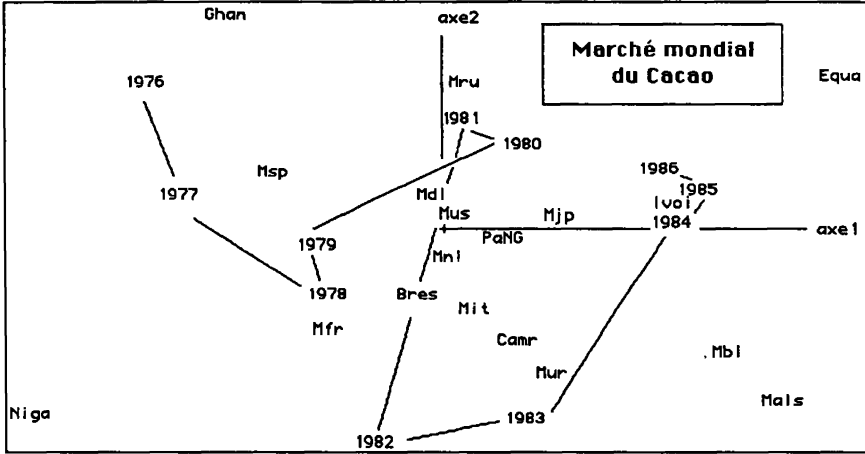 Ghan
axe2
Marché mondial
du Cacao
Equa
1976
Mru
1981
1980
Msp
1986
1977
Mdl
1985
Ivoi
Mus
Mjp
1984
axe1
1979
PaNG
Mnl
1978
Bres
Mit
Mfr
Camr
Mbl
Mur
Mals
Niga
1983
1982